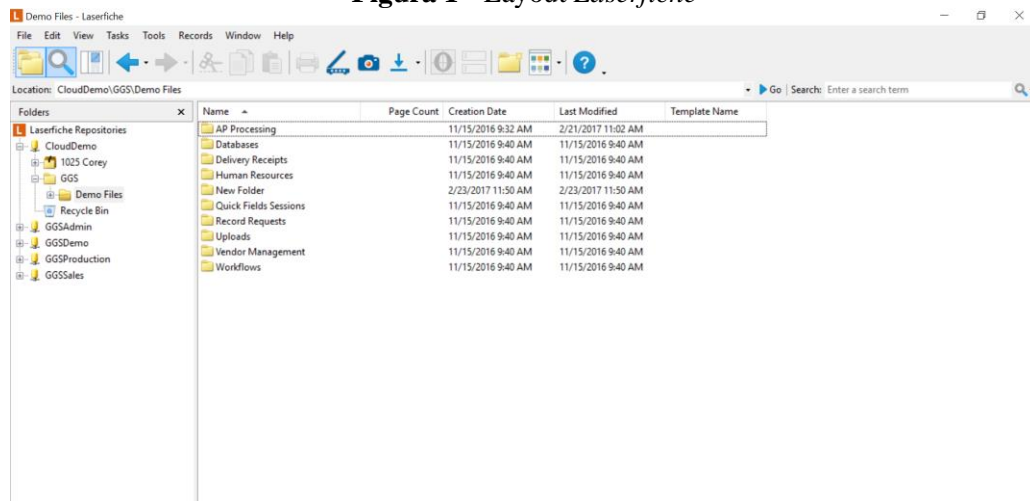 Figura 1 - Layout Laserfiche
L Demo Files - Laserfiche
File Edit View Tasks Tools Records Window Help
Location: CloudDemo\GGS\Demo Files Go Search: Enter a search term
Folders x Name Page Count Creation Date Last Modified Template Name
L Laserfiche Repositories
CloudDemo
1025 Corey
GGS
Demo Files
Recycle Bin
GGSAdmin
GGSDemo
GGSProduction
GGSSales
AP Processing 11/15/2016 9:32 AM 2/21/2017 11:02 AM
Databases 11/15/2016 9:40 AM 11/15/2016 9:40 AM
Delivery Receipts 11/15/2016 9:40 AM 11/15/2016 9:40 AM
Human Resources 11/15/2016 9:40 AM 11/15/2016 9:40 AM
New Folder 2/23/2017 11:50 AM 2/23/2017 11:50 AM
Quick Fields Sessions 11/15/2016 9:40 AM 11/15/2016 9:40 AM
Record Requests 11/15/2016 9:40 AM 11/15/2016 9:40 AM
Uploads 11/15/2016 9:40 AM 11/15/2016 9:40 AM
Vendor Management 11/15/2016 9:40 AM 11/15/2016 9:40 AM
Workflows 11/15/2016 9:40 AM 11/15/2016 9:40 AM